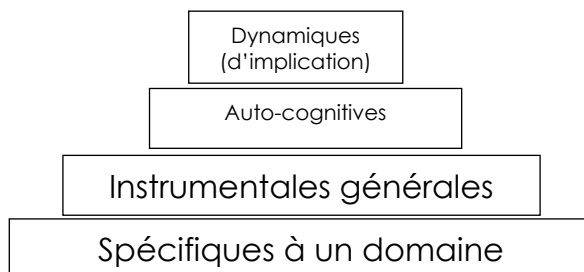 Dynamiques
(d’implication)
Auto-cognitives
Instrumentales générales
Spécifiques à un domaine